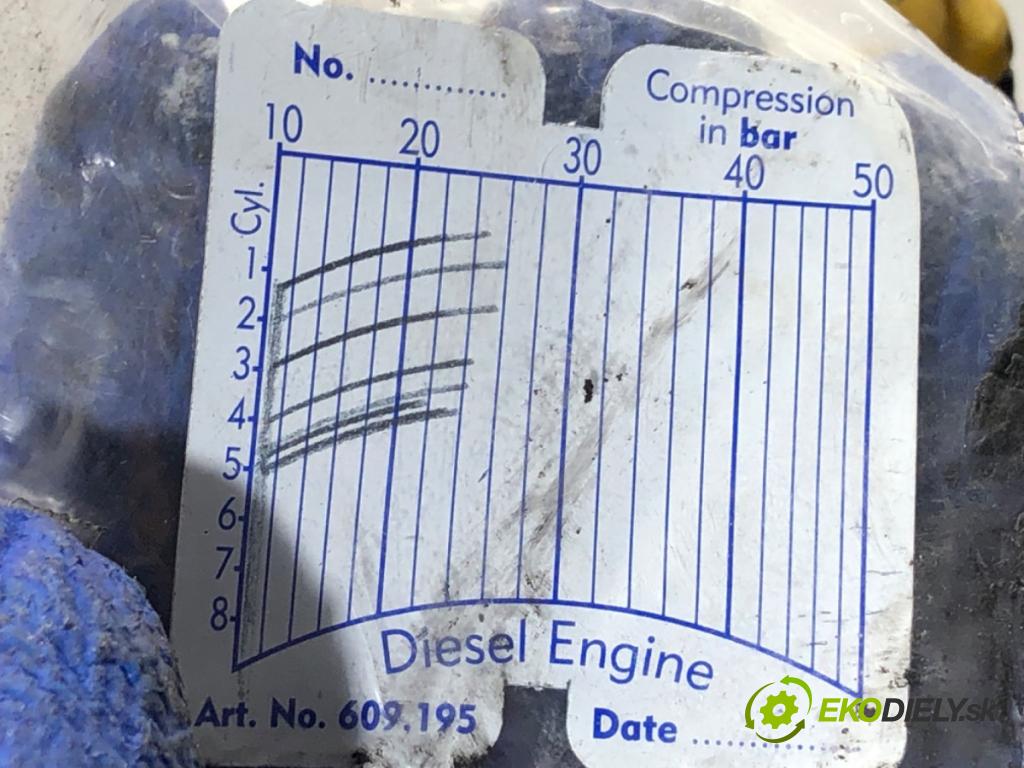 No. ..............
Compression
in bar
10 20 30 40 50
Cyl.
1
2
3
4
5
6
7
8
Diesel Engine
Art. No. 609.195
Date ..............
EKODIELY.sk